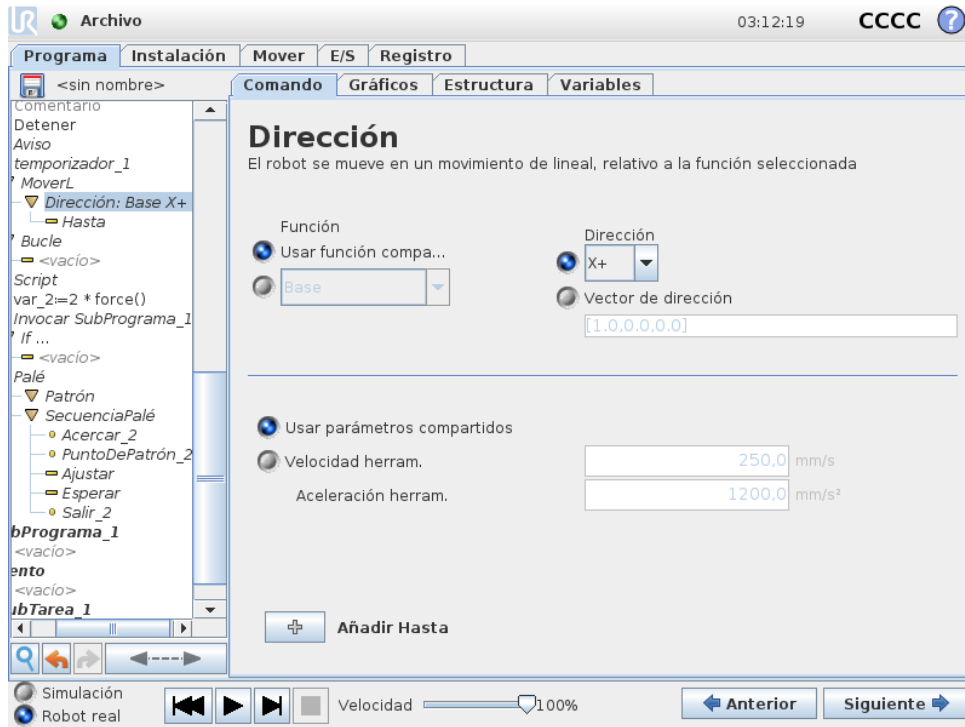 UR Archivo 03:12:19 CCCC ?
Programa Instalación Mover E/S Registro
<sin nombre> Comando Gráficos Estructura Variables
Comentario
Detener
Aviso
temporizador_1
MoverL
Dirección: Base X+
Hasta
Bucle
<vacío>
Script
var_2:=2 * force()
Invocar SubPrograma_1
If ...
<vacío>
Palé
Patrón
SecuenciaPalé
Acercar_2
PuntoDePatrón_2
Ajustar
Esperar
Salir_2
bPrograma_1
<vacío>
ento
<vacío>
ubTarea_1
Dirección
El robot se mueve en un movimiento de lineal, relativo a la función seleccionada
Función
Usar función compa...
Base
Dirección
X+
Vector de dirección
[1.0,0.0,0.0]
Usar parámetros compartidos
Velocidad herram. 250,0 mm/s
Aceleración herram. 1200,0 mm/s²
Añadir Hasta
Simulación
Robot real
Velocidad 100%
Anterior Siguiente